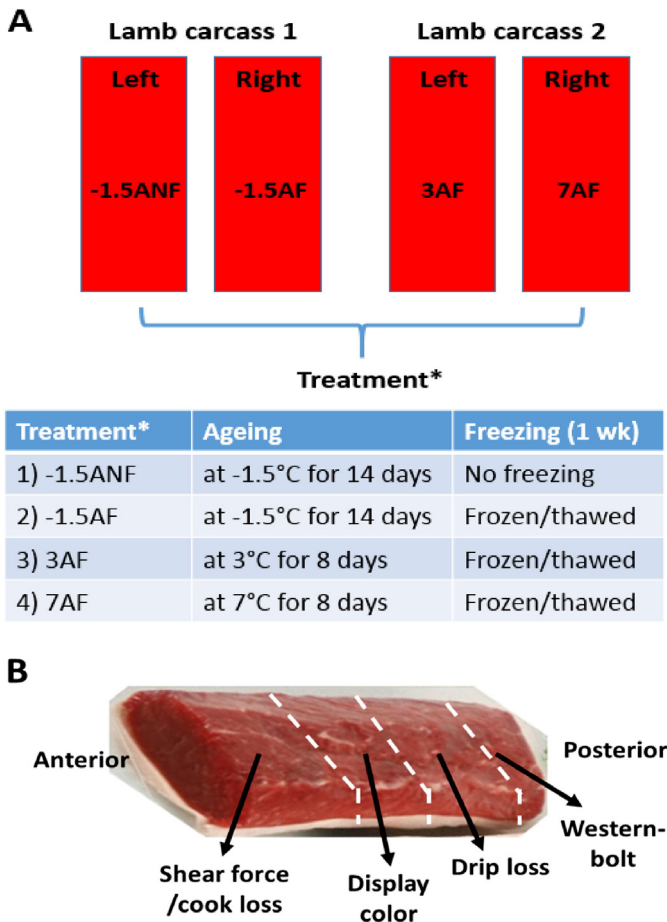 A
Lamb carcass 1 Lamb carcass 2
Left Right Left Right
-1.5ANF -1.5AF 3AF 7AF
Treatment*
Treatment* Ageing Freezing (1 wk)
1) -1.5ANF at -1.5°C for 14 days No freezing
2) -1.5AF at -1.5°C for 14 days Frozen/thawed
3) 3AF at 3°C for 8 days Frozen/thawed
4) 7AF at 7°C for 8 days Frozen/thawed
B
Anterior
Posterior
Shear force
/cook loss
Display
color
Drip loss
Western-
bolt